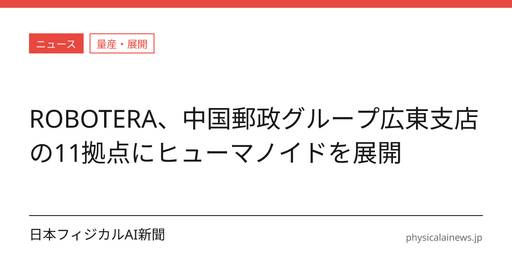 ニュース 量産・展開
ROBOTERA、中国郵政グループ広東支店
の11拠点にヒューマノイドを展開
日本フィジカルAI新聞 physicalainews.jp